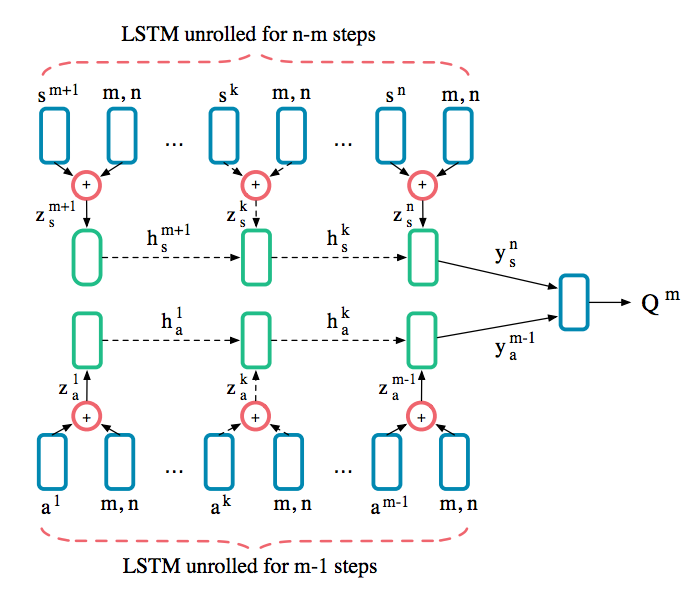 LSTM unrolled for n-m steps
s^m+1 m, n ... s^k m, n ... s^n m, n
+ + +
z_s^m+1 z_s^k z_s^n
h_s^m+1 h_s^k y_s^n
Q^m
h_a^1 h_a^k y_a^m-1
z_a^1 z_a^k z_a^m-1
+ + +
... ...
a^1 m, n a^k m, n a^m-1 m, n
LSTM unrolled for m-1 steps